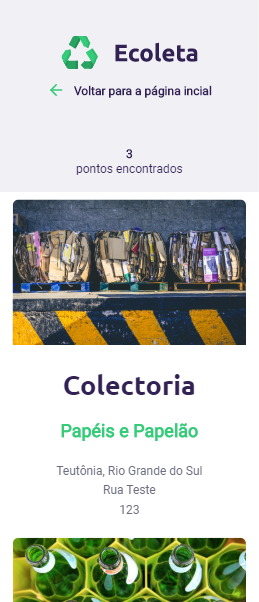 Ecoleta
Voltar para a página incial
3
pontos encontrados
Colectoria
Papéis e Papelão
Teutônia, Rio Grande do Sul
Rua Teste
123